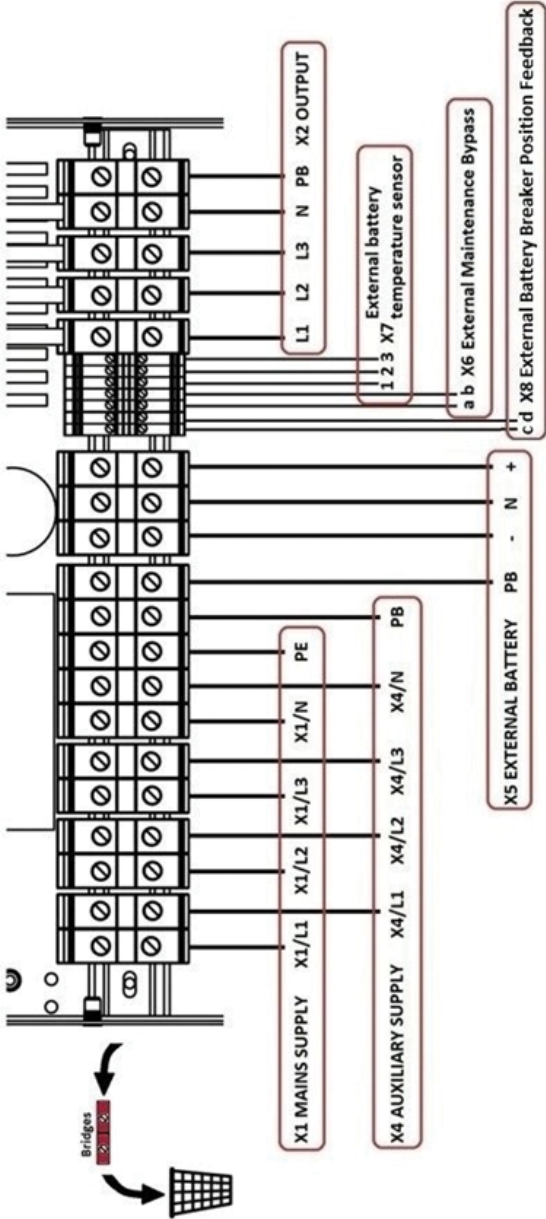 Bridges
X1 MAINS SUPPLY X1/L1 X1/L2 X1/L3 X1/N PE
X4 AUXILIARY SUPPLY X4/L1 X4/L2 X4/L3 X4/N PB
X5 EXTERNAL BATTERY PB - N +
L1 L2 L3 N PB X2 OUTPUT
1 2 3 X7 External battery
temperature sensor
a b X6 External Maintenance Bypass
c d X8 External Battery Breaker Position Feedback